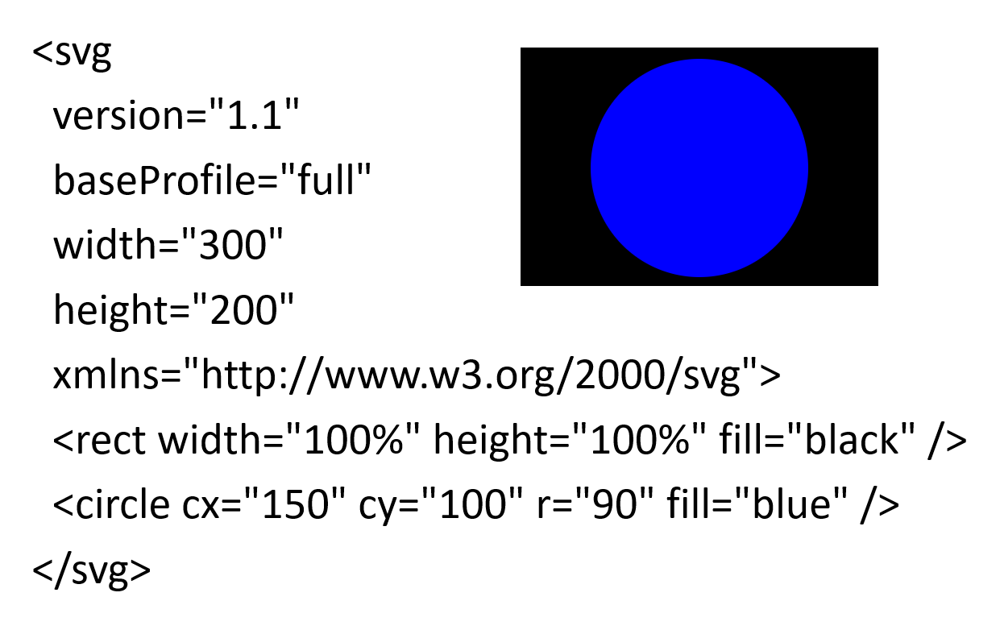 <svg
version="1.1"
baseProfile="full"
width="300"
height="200"
xmlns="http://www.w3.org/2000/svg">
<rect width="100%" height="100%" fill="black" />
<circle cx="150" cy="100" r="90" fill="blue" />
</svg>